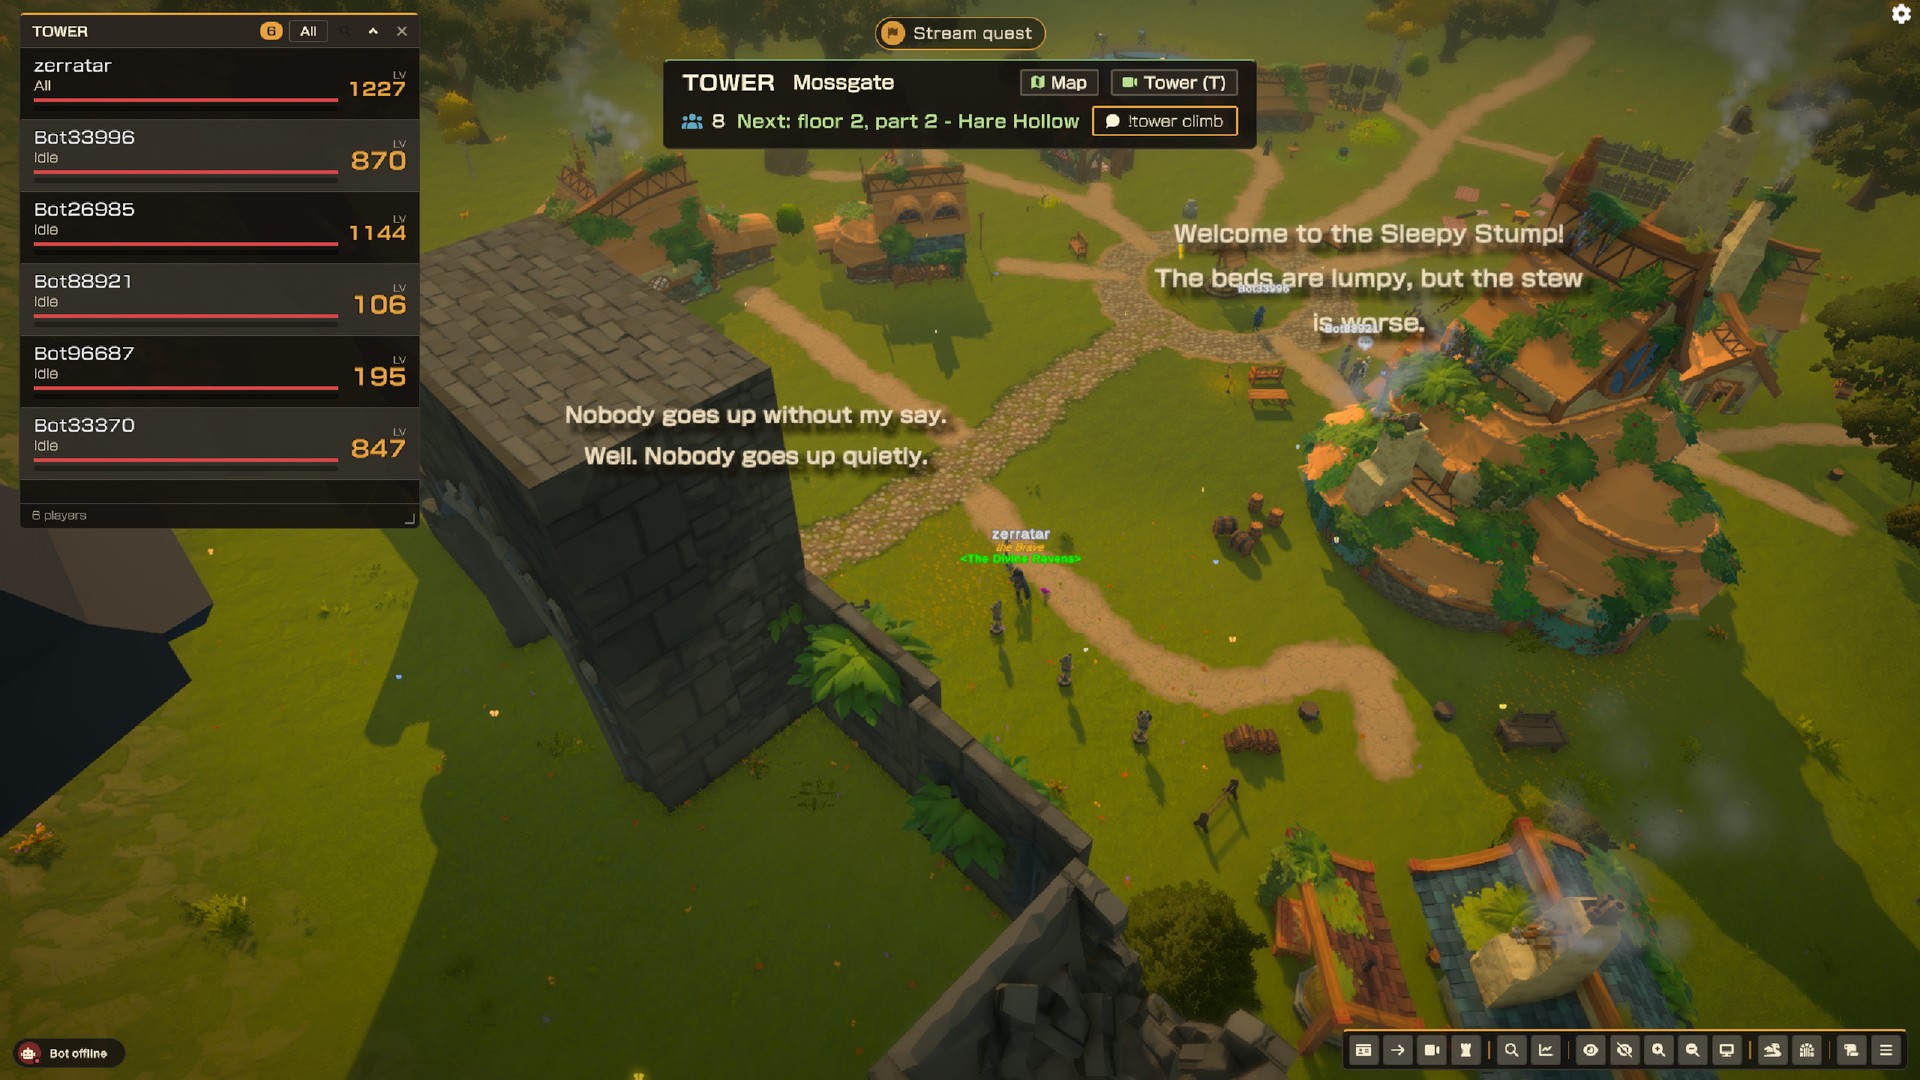 TOWER 6 All
zerratar
All
LV
1227
Bot33996
Idle
LV
870
Bot26985
Idle
LV
1144
Bot88921
Idle
LV
106
Bot96687
Idle
LV
195
Bot33370
Idle
LV
847
6 players
Stream quest
TOWER Mossgate Map Tower (T)
8 Next: floor 2, part 2 - Hare Hollow !tower climb
Welcome to the Sleepy Stump!
The beds are lumpy, but the stew
is worse.
Bot33996
Bot88921
Nobody goes up without my say.
Well. Nobody goes up quietly.
zerratar
the Brave
<The Divine Ravens>
Bot offline